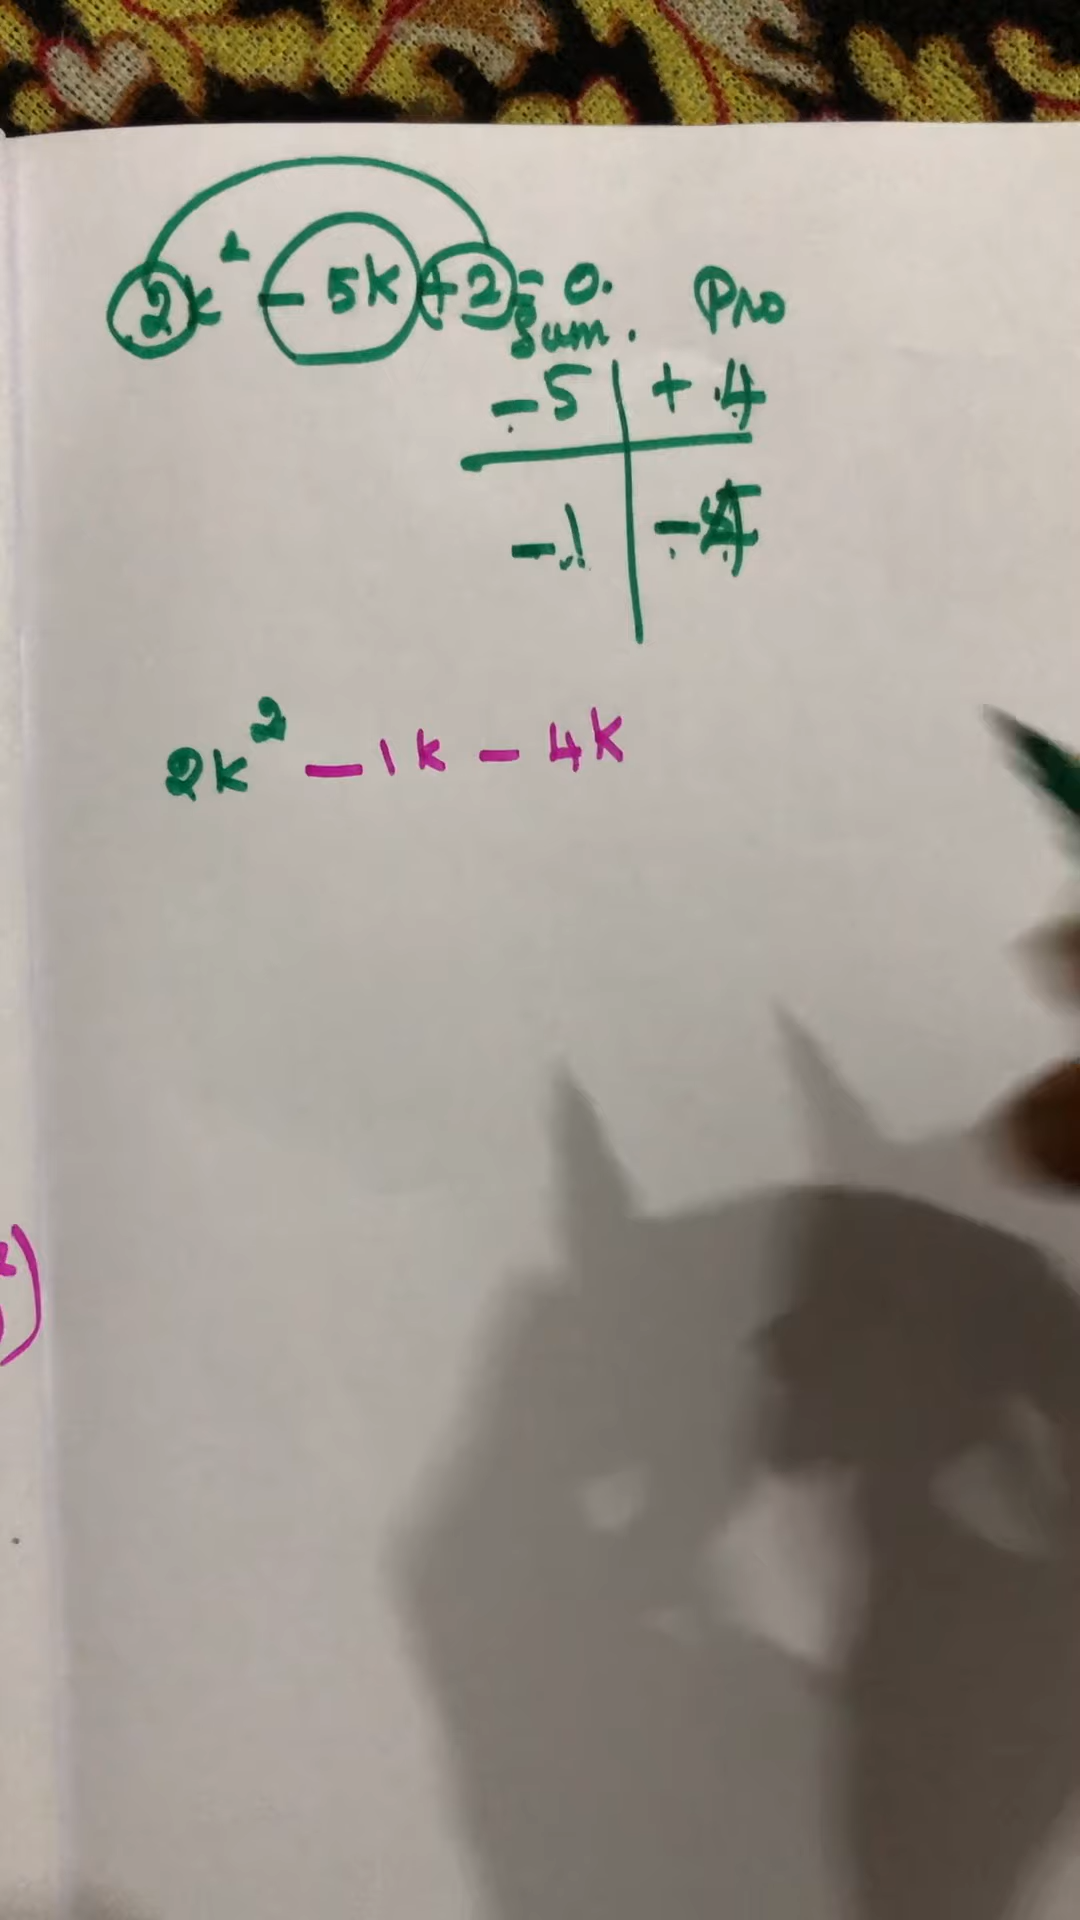 2k² - 5k + 2 = 0.
Sum. Pro
-5 | + 4
-1 | -4
2k² - 1k - 4k